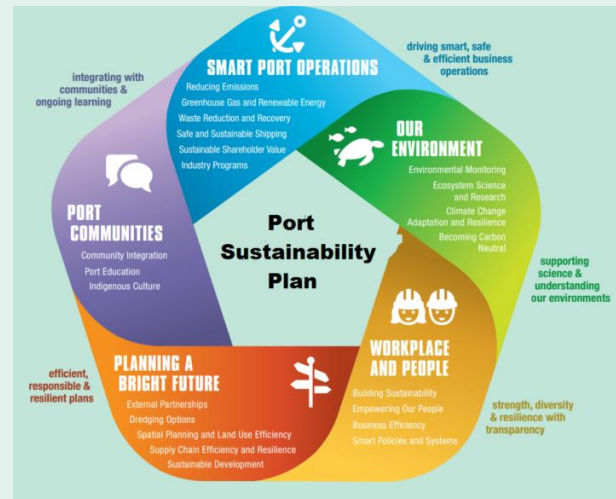 integrating with
communities &
ongoing learning
SMART PORT OPERATIONS
Reducing Emissions
Greenhouse Gas and Renewable Energy
Waste Reduction and Recovery
Safe and Sustainable Shipping
Sustainable Shareholder Value
Industry Programs
driving smart, safe
& efficient business
operations
OUR
ENVIRONMENT
Environmental Monitoring
Ecosystem Science
and Research
Climate Change
Adaptation and Resilience
Becoming Carbon
Neutral
supporting
science &
understanding
our environments
PORT
COMMUNITIES
Community Integration
Port Education
Indigenous Culture
Port
Sustainability
Plan
WORKPLACE
AND PEOPLE
Building Sustainability
Empowering Our People
Business Efficiency
Smart Policies and Systems
strength, diversity
& resilience with
transparency
efficient,
responsible &
resilient plans
PLANNING A
BRIGHT FUTURE
External Partnerships
Dredging Options
Spatial Planning and Land Use Efficiency
Supply Chain Efficiency and Resilience
Sustainable Development